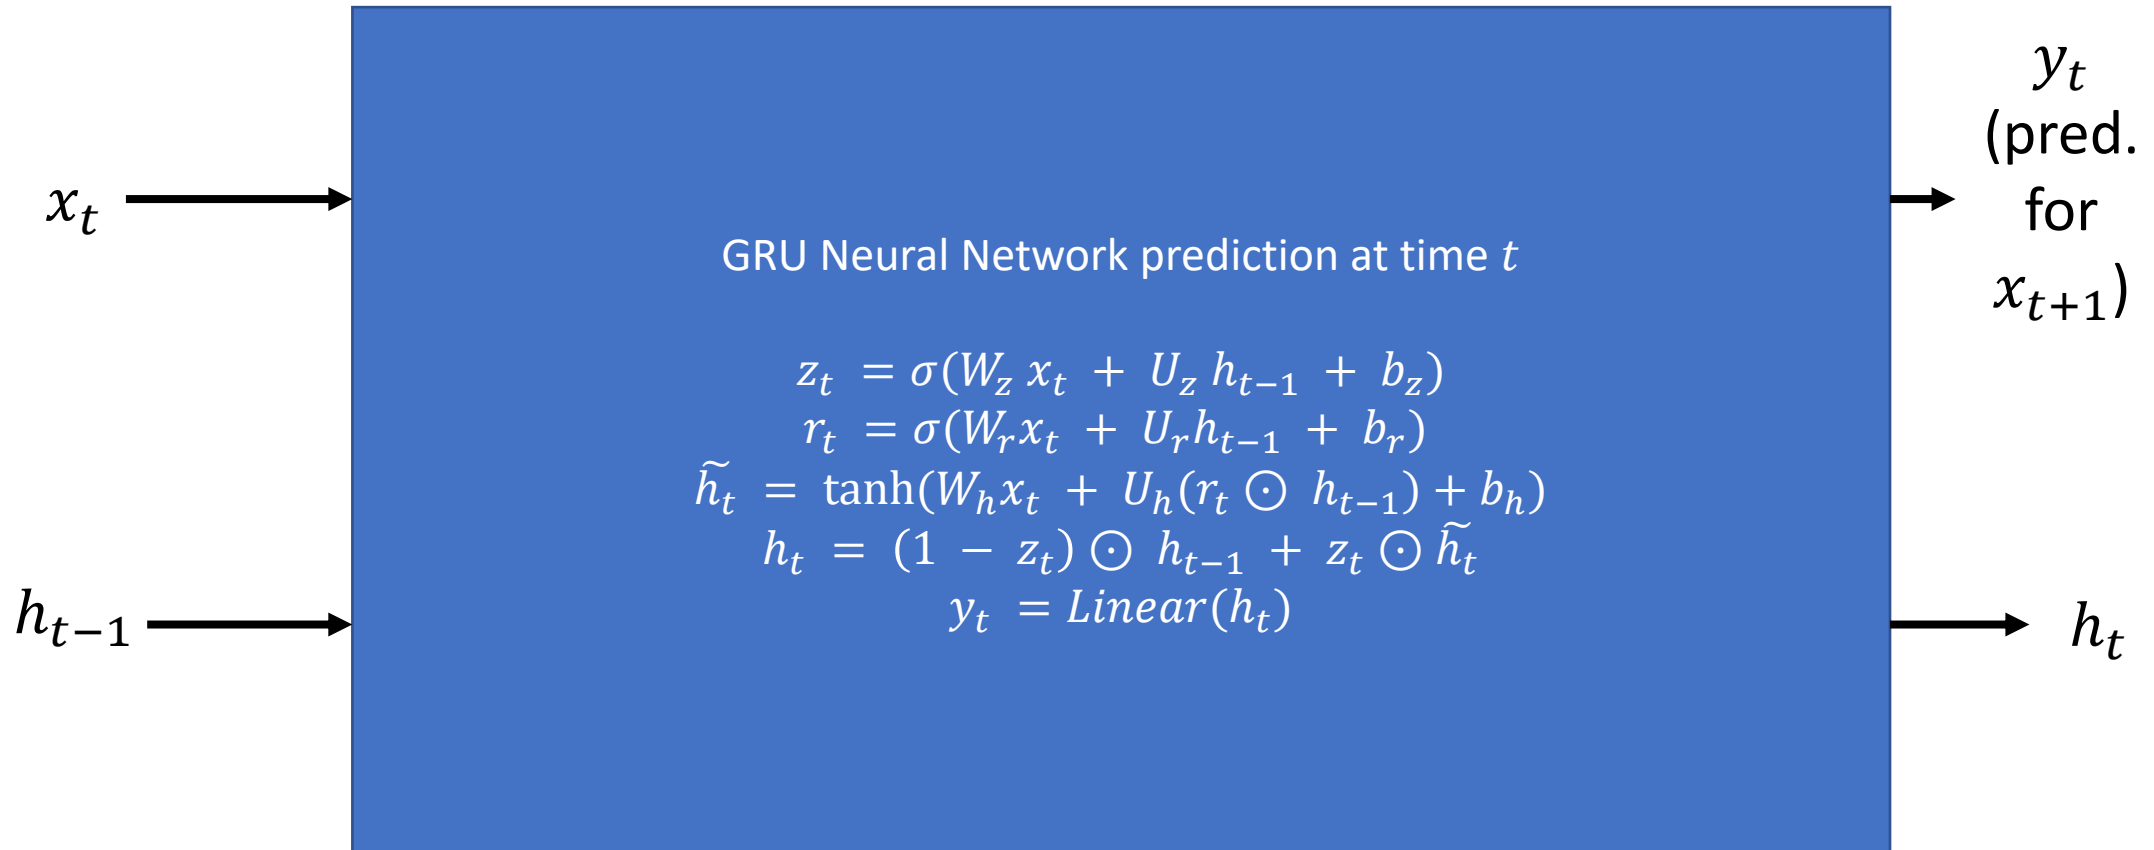 x_t
h_{t−1}
GRU Neural Network prediction at time t
z_t = σ(W_z x_t + U_z h_{t−1} + b_z)
r_t = σ(W_r x_t + U_r h_{t−1} + b_r)
h̃_t = tanh(W_h x_t + U_h(r_t ⊙ h_{t−1}) + b_h)
h_t = (1 − z_t) ⊙ h_{t−1} + z_t ⊙ h̃_t
y_t = Linear(h_t)
y_t
(pred.
for
x_{t+1})
h_t